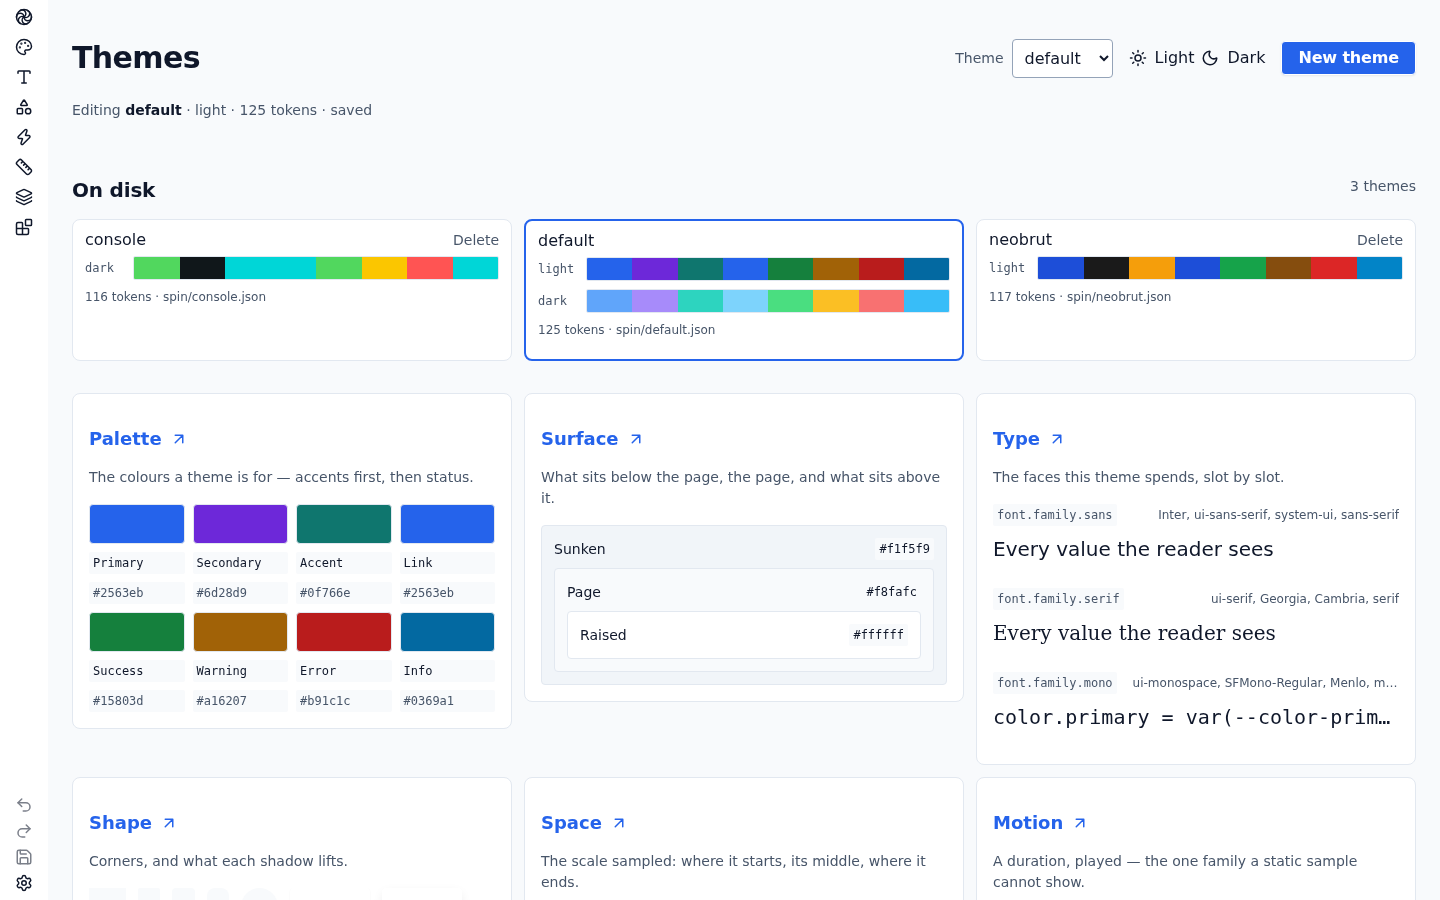 Themes
Theme default Light Dark New theme
Editing default · light · 125 tokens · saved
On disk
3 themes
console Delete
dark
116 tokens · spin/console.json
default
light
dark
125 tokens · spin/default.json
neobrut Delete
light
117 tokens · spin/neobrut.json
Palette
The colours a theme is for — accents first, then status.
Primary Secondary Accent Link
#2563eb #6d28d9 #0f766e #2563eb
Success Warning Error Info
#15803d #a16207 #b91c1c #0369a1
Surface
What sits below the page, the page, and what sits above
it.
Sunken #f1f5f9
Page #f8fafc
Raised #ffffff
Type
The faces this theme spends, slot by slot.
font.family.sans Inter, ui-sans-serif, system-ui, sans-serif
Every value the reader sees
font.family.serif ui-serif, Georgia, Cambria, serif
Every value the reader sees
font.family.mono ui-monospace, SFMono-Regular, Menlo, m…
color.primary = var(--color-prim…
Shape
Corners, and what each shadow lifts.
Space
The scale sampled: where it starts, its middle, where it
ends.
Motion
A duration, played — the one family a static sample
cannot show.